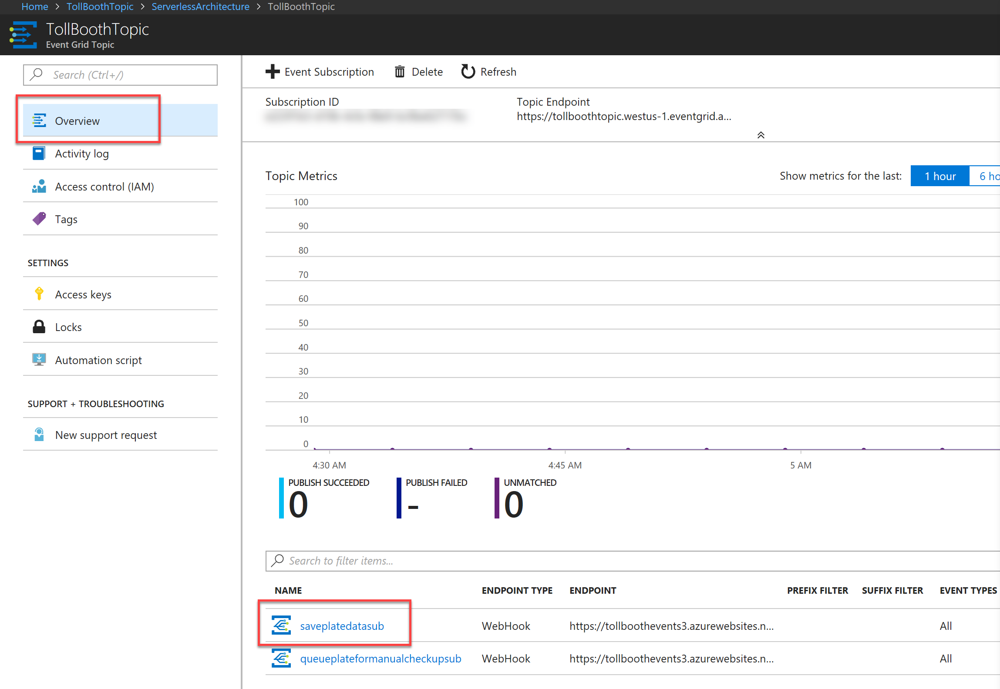 Home > TollBoothTopic > ServerlessArchitecture > TollBoothTopic
TollBoothTopic
Event Grid Topic
Search (Ctrl+/)
Overview
Activity log
Access control (IAM)
Tags
SETTINGS
Access keys
Locks
Automation script
SUPPORT + TROUBLESHOOTING
New support request
Event Subscription Delete Refresh
Subscription ID
Topic Endpoint
https://tollboothtopic.westus-1.eventgrid.a...
Topic Metrics
Show metrics for the last: 1 hour 6 ho
100
90
80
70
60
50
40
30
20
10
0
4:30 AM 4:45 AM 5 AM
PUBLISH SUCCEEDED
0
PUBLISH FAILED
-
UNMATCHED
0
Search to filter items...
NAME ENDPOINT TYPE ENDPOINT PREFIX FILTER SUFFIX FILTER EVENT TYPES
saveplatedatasub WebHook https://tollboothevents3.azurewebsites.n... All
queueplateformanualcheckupsub WebHook https://tollboothevents3.azurewebsites.n... All